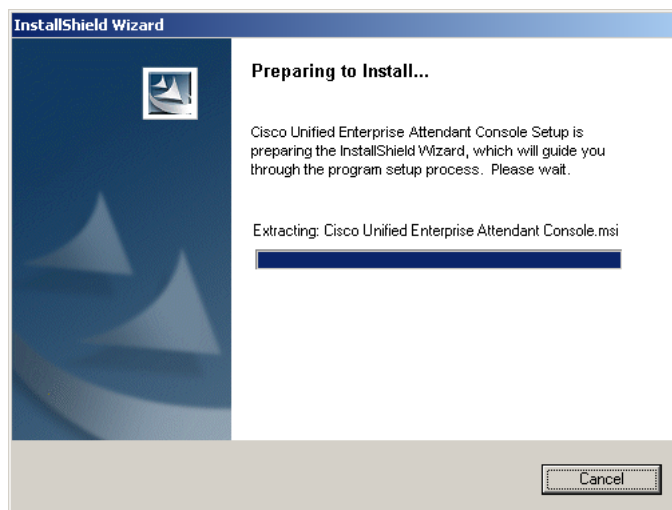 InstallShield Wizard
Preparing to Install...
Cisco Unified Enterprise Attendant Console Setup is
preparing the InstallShield Wizard, which will guide you
through the program setup process.  Please wait.
Extracting: Cisco Unified Enterprise Attendant Console.msi
Cancel